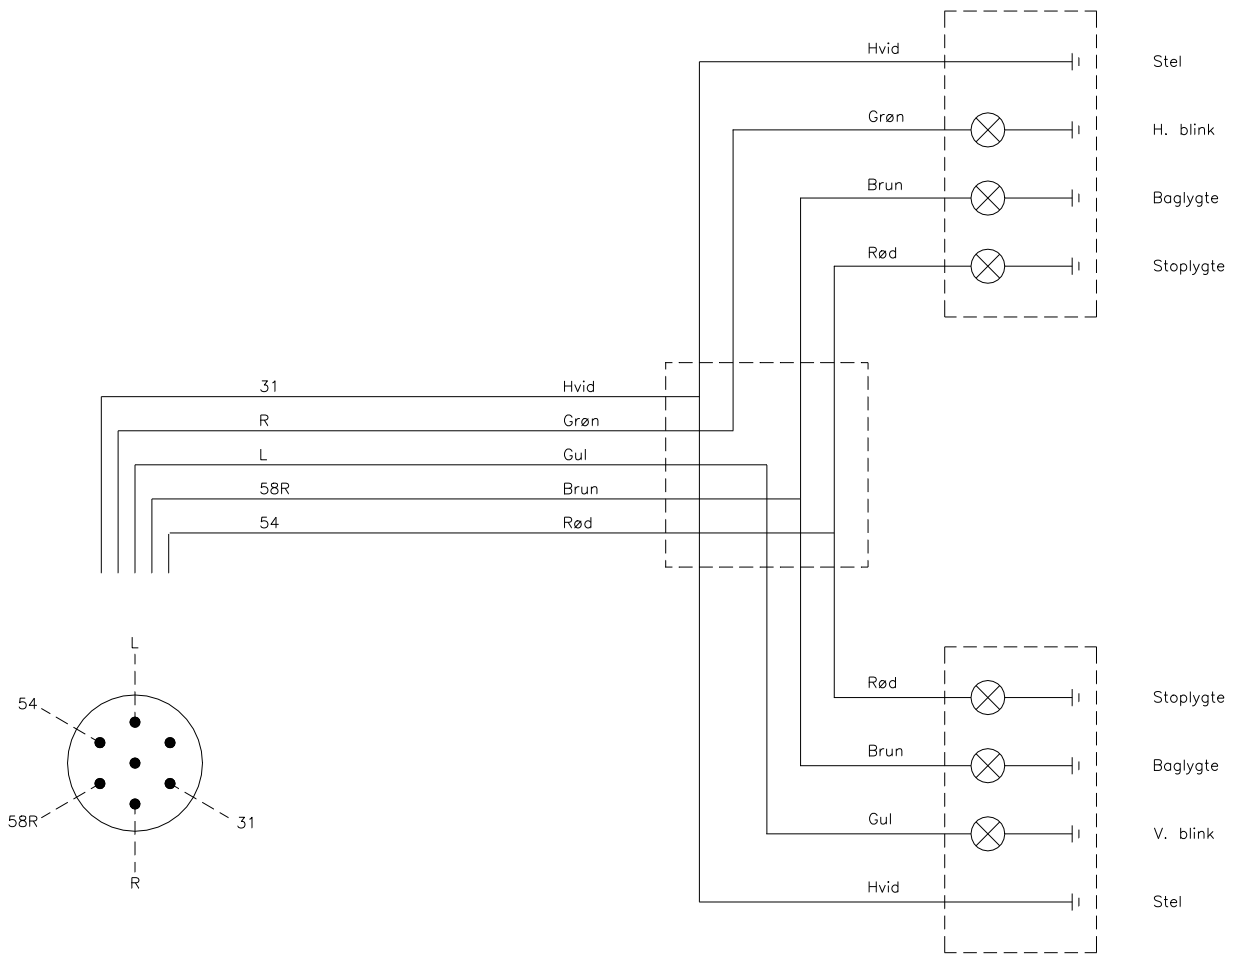 Hvid
Stel
Grøn
H. blink
Brun
Baglygte
Rød
Stoplygte
31 Hvid
R Grøn
L Gul
58R Brun
54 Rød
L
54
58R
31
R
Rød
Stoplygte
Brun
Baglygte
Gul
V. blink
Hvid
Stel